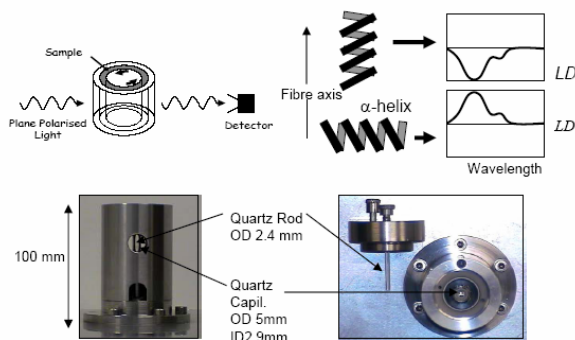 Sample
Plane Polarised
Light
Detector
Fibre axis
α-helix
LD
LD
Wavelength
100 mm
Quartz Rod
OD 2.4 mm
Quartz
Capil.
OD 5mm
ID2.9mm